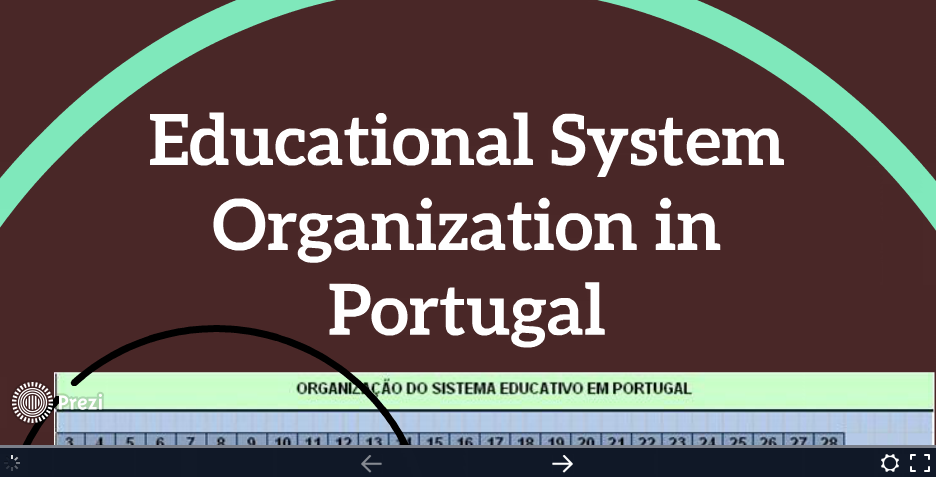 Educational System
Organization in
Portugal
ORGANIZAÇÃO DO SISTEMA EDUCATIVO EM PORTUGAL
Prezi
3 4 5 6 7 8 9 10 11 12 13 14 15 16 17 18 19 20 21 22 23 24 25 26 27 28